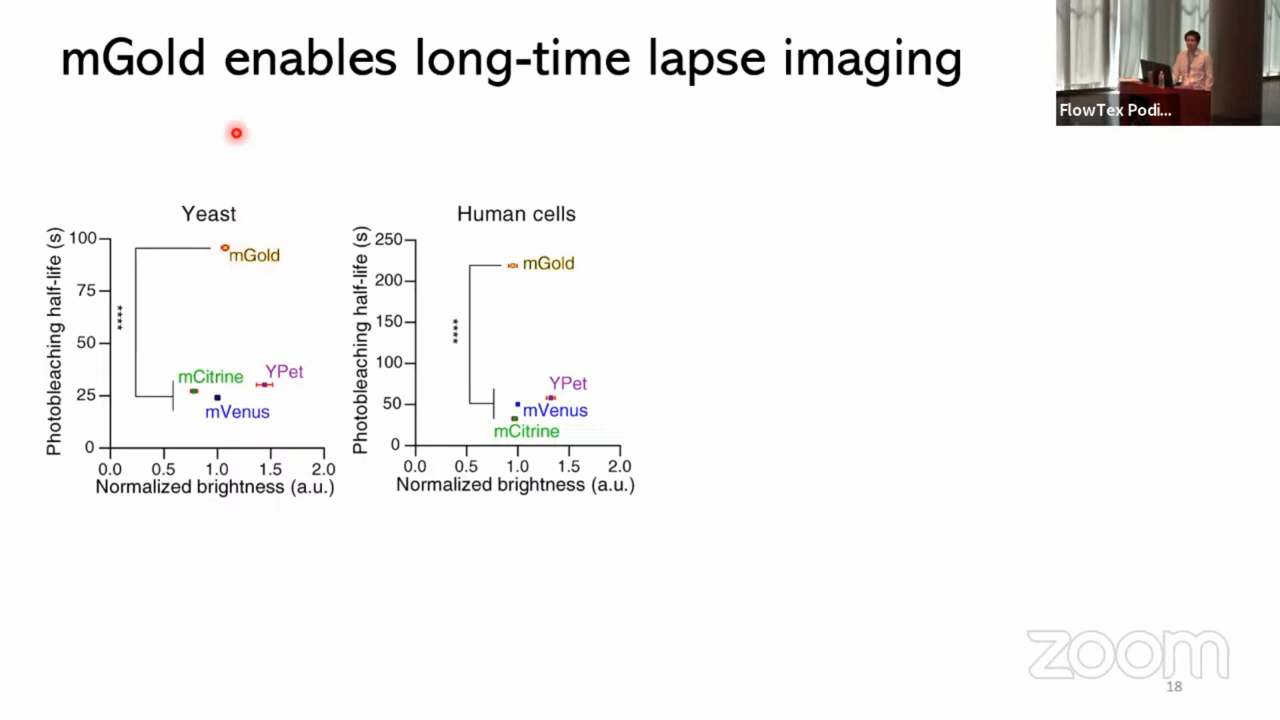 mGold enables long-time lapse imaging
FlowTex Podi...
Yeast
Photobleaching half-life (s)
100
75
50
25
0
****
mGold
mCitrine
YPet
mVenus
0.0 0.5 1.0 1.5 2.0
Normalized brightness (a.u.)
Human cells
Photobleaching half-life (s)
250
200
150
100
50
0
****
mGold
YPet
mVenus
mCitrine
0.0 0.5 1.0 1.5 2.0
Normalized brightness (a.u.)
zoom
18